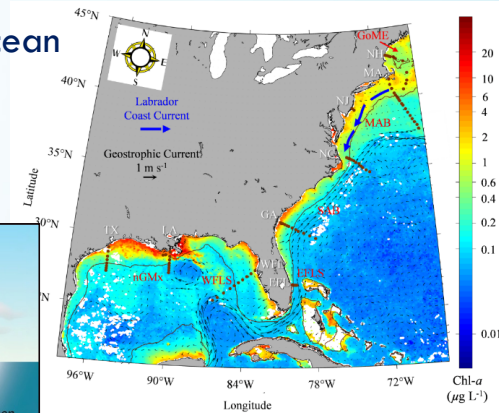 45°N
N
W
E
S
GoME
NH
MA
20
10
40°N
Labrador
Coast Current
NJ
MAB
6
4
Geostrophic Current
1 m s⁻¹
2
NC
35°N
1
0.6
Latitude
0.4
GA
SAB
0.2
30°N
TX
LA
0.1
nGMx
WFLS
EFLS
N
0.01
96°W
90°W
84°W
78°W
72°W
Chl-a
(μg L⁻¹)
Longitude